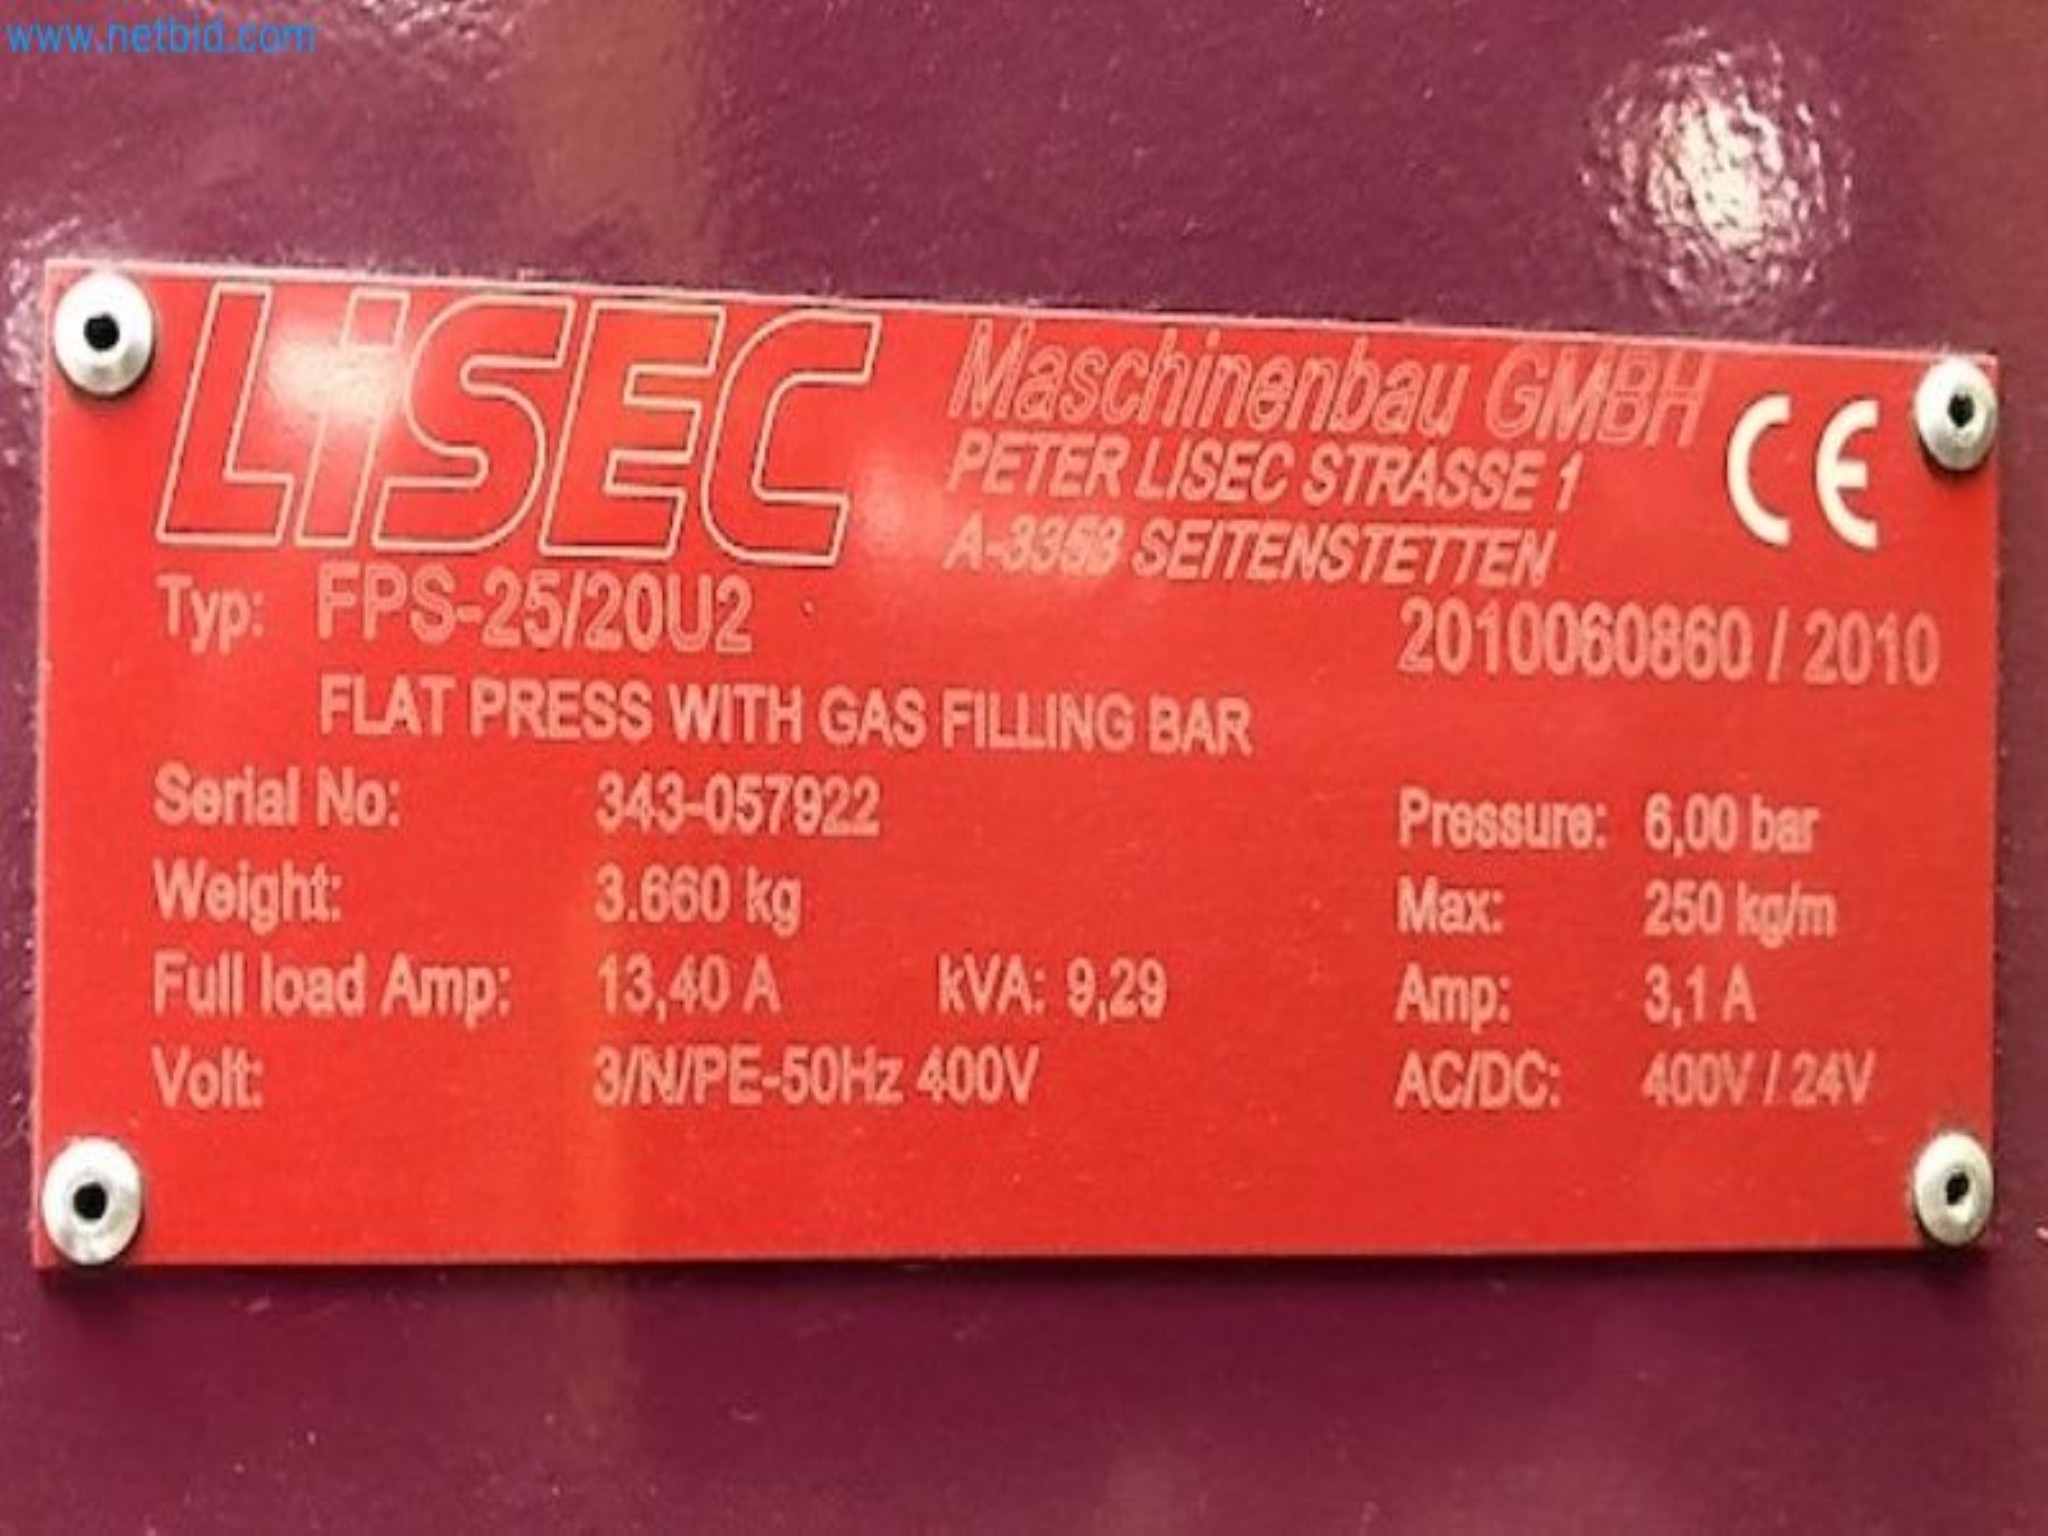 www.netbid.com
LiSEC
Maschinenbau GMBH
PETER LISEC STRASSE 1
A-3353 SEITENSTETTEN
CE
Typ: FPS-25/20U2
2010060860 / 2010
FLAT PRESS WITH GAS FILLING BAR
Serial No: 343-057922
Pressure: 6,00 bar
Weight: 3.660 kg
Max: 250 kg/m
Full load Amp: 13,40 A kVA: 9,29
Amp: 3,1 A
Volt: 3/N/PE-50Hz 400V
AC/DC: 400V / 24V